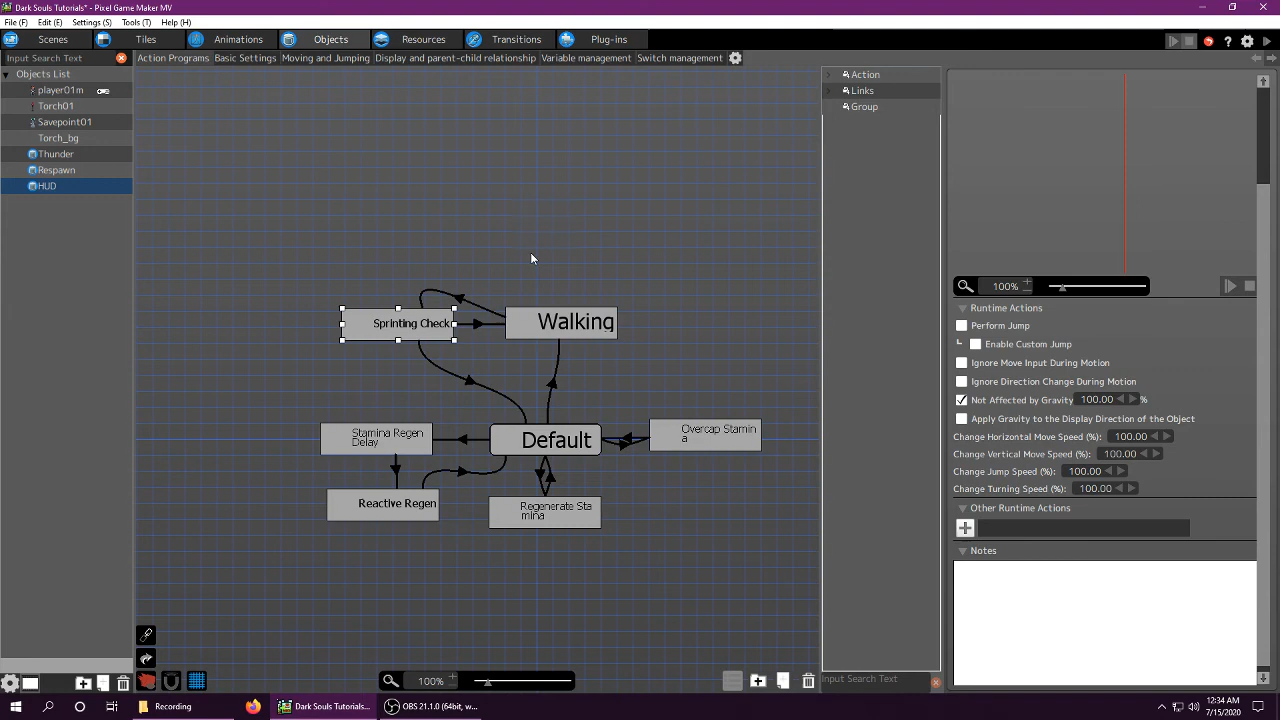 Dark Souls Tutorials* - Pixel Game Maker MV
File (F) Edit (E) Settings (S) Tools (T) Help (H)
Scenes Tiles Animations Objects Resources Transitions Plug-ins
Input Search Text Action Programs Basic Settings Moving and Jumping Display and parent-child relationship Variable management Switch management
Objects List
player01m
Torch01
Savepoint01
Torch_bg
Thunder
Respawn
HUD
Sprinting Check
Walking
Stamina Regen
Delay
Default
Overcap Stamin
a
Reactive Regen
Regenerate Sta
mina
100%
Action
Links
Group
Input Search Text
100%
Runtime Actions
Perform Jump
Enable Custom Jump
Ignore Move Input During Motion
Ignore Direction Change During Motion
Not Affected by Gravity 100.00 %
Apply Gravity to the Display Direction of the Object
Change Horizontal Move Speed (%): 100.00
Change Vertical Move Speed (%): 100.00
Change Jump Speed (%): 100.00
Change Turning Speed (%): 100.00
Other Runtime Actions
Notes
Recording
Dark Souls Tutorials...
OBS 21.1.0 (64bit, w...
12:34 AM
7/15/2020